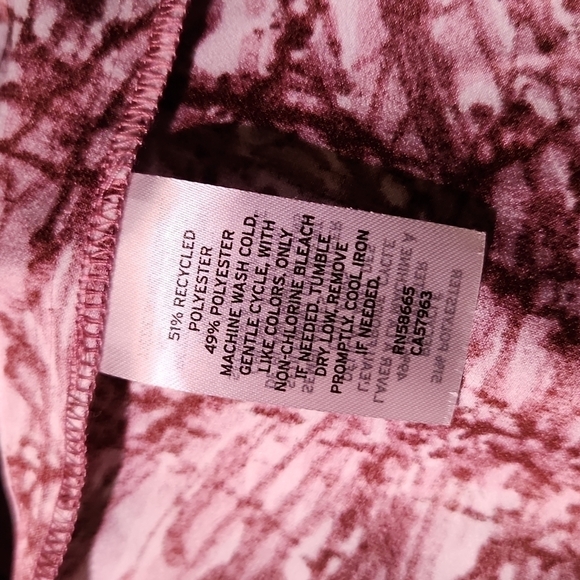 51% RECYCLED
POLYESTER
49% POLYESTER
MACHINE WASH COLD,
GENTLE CYCLE, WITH
LIKE COLORS. ONLY
NON-CHLORINE BLEACH
IF NEEDED. TUMBLE
DRY LOW. REMOVE
PROMPTLY. COOL IRON
IF NEEDED.
RN58665
CA57963